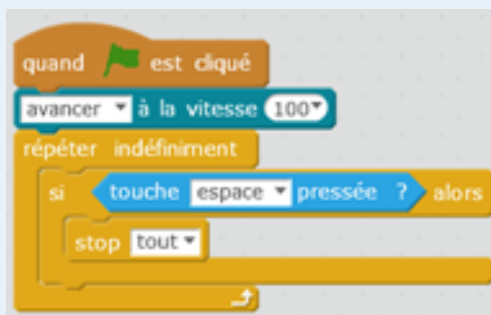 quand est cliqué
avancer à la vitesse 100
répéter indéfiniment
si touche espace pressée ? alors
stop tout